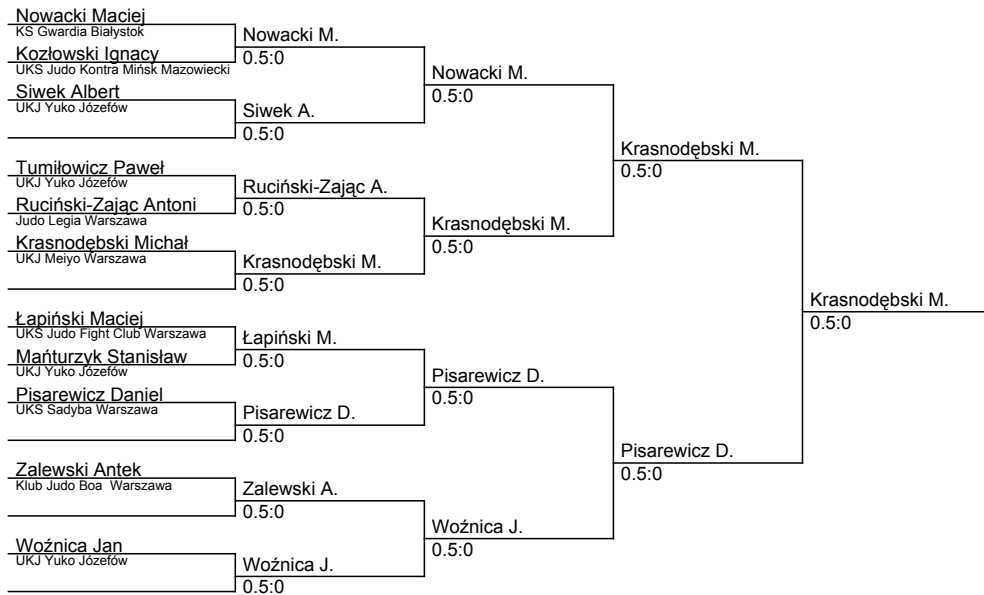 Nowacki Maciej
KS Gwardia Białystok
Kozłowski Ignacy
UKS Judo Kontra Mińsk Mazowiecki
Siwek Albert
UKJ Yuko Józefów
Tumiłowicz Paweł
UKJ Yuko Józefów
Ruciński-Zając Antoni
Judo Legia Warszawa
Krasnodębski Michał
UKJ Meiyo Warszawa
Łapiński Maciej
UKS Judo Fight Club Warszawa
Mańturzyk Stanisław
UKJ Yuko Józefów
Pisarewicz Daniel
UKS Sadyba Warszawa
Zalewski Antek
Klub Judo Boa  Warszawa
Woźnica Jan
UKJ Yuko Józefów
Nowacki M.
0.5:0
Siwek A.
0.5:0
Ruciński-Zając A.
0.5:0
Krasnodębski M.
0.5:0
Łapiński M.
0.5:0
Pisarewicz D.
0.5:0
Zalewski A.
0.5:0
Woźnica J.
0.5:0
Nowacki M.
0.5:0
Krasnodębski M.
0.5:0
Pisarewicz D.
0.5:0
Woźnica J.
0.5:0
Krasnodębski M.
0.5:0
Pisarewicz D.
0.5:0
Krasnodębski M.
0.5:0